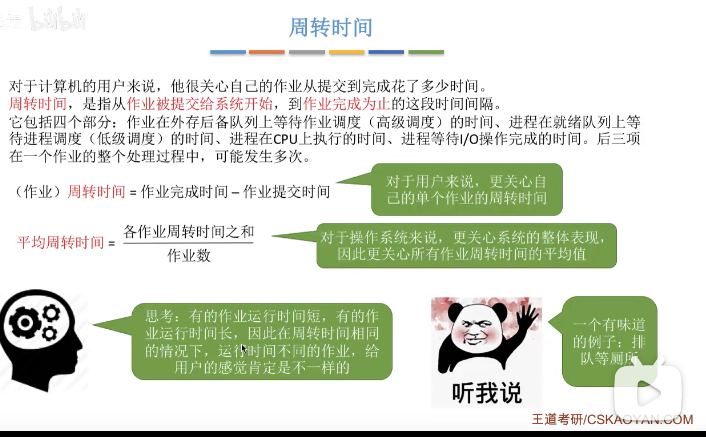 bilibili
周转时间
对于计算机的用户来说，他很关心自己的作业从提交到完成花了多少时间。
周转时间，是指从作业被提交给系统开始，到作业完成为止的这段时间间隔。
它包括四个部分：作业在外存后备队列上等待作业调度（高级调度）的时间、进程在就绪队列上等
待进程调度（低级调度）的时间、进程在CPU上执行的时间、进程等待I/O操作完成的时间。后三项
在一个作业的整个处理过程中，可能发生多次。
（作业）周转时间 = 作业完成时间 – 作业提交时间
对于用户来说，更关心自
己的单个作业的周转时间
平均周转时间 = 各作业周转时间之和
作业数
对于操作系统来说，更关心系统的整体表现，
因此更关心所有作业周转时间的平均值
思考：有的作业运行时间短，有的作
业运行时间长，因此在周转时间相同
的情况下，运行时间不同的作业，给
用户的感觉肯定是不一样的
听我说
一个有味道
的例子：排
队等厕所
王道考研/CSKAOYAN.COM